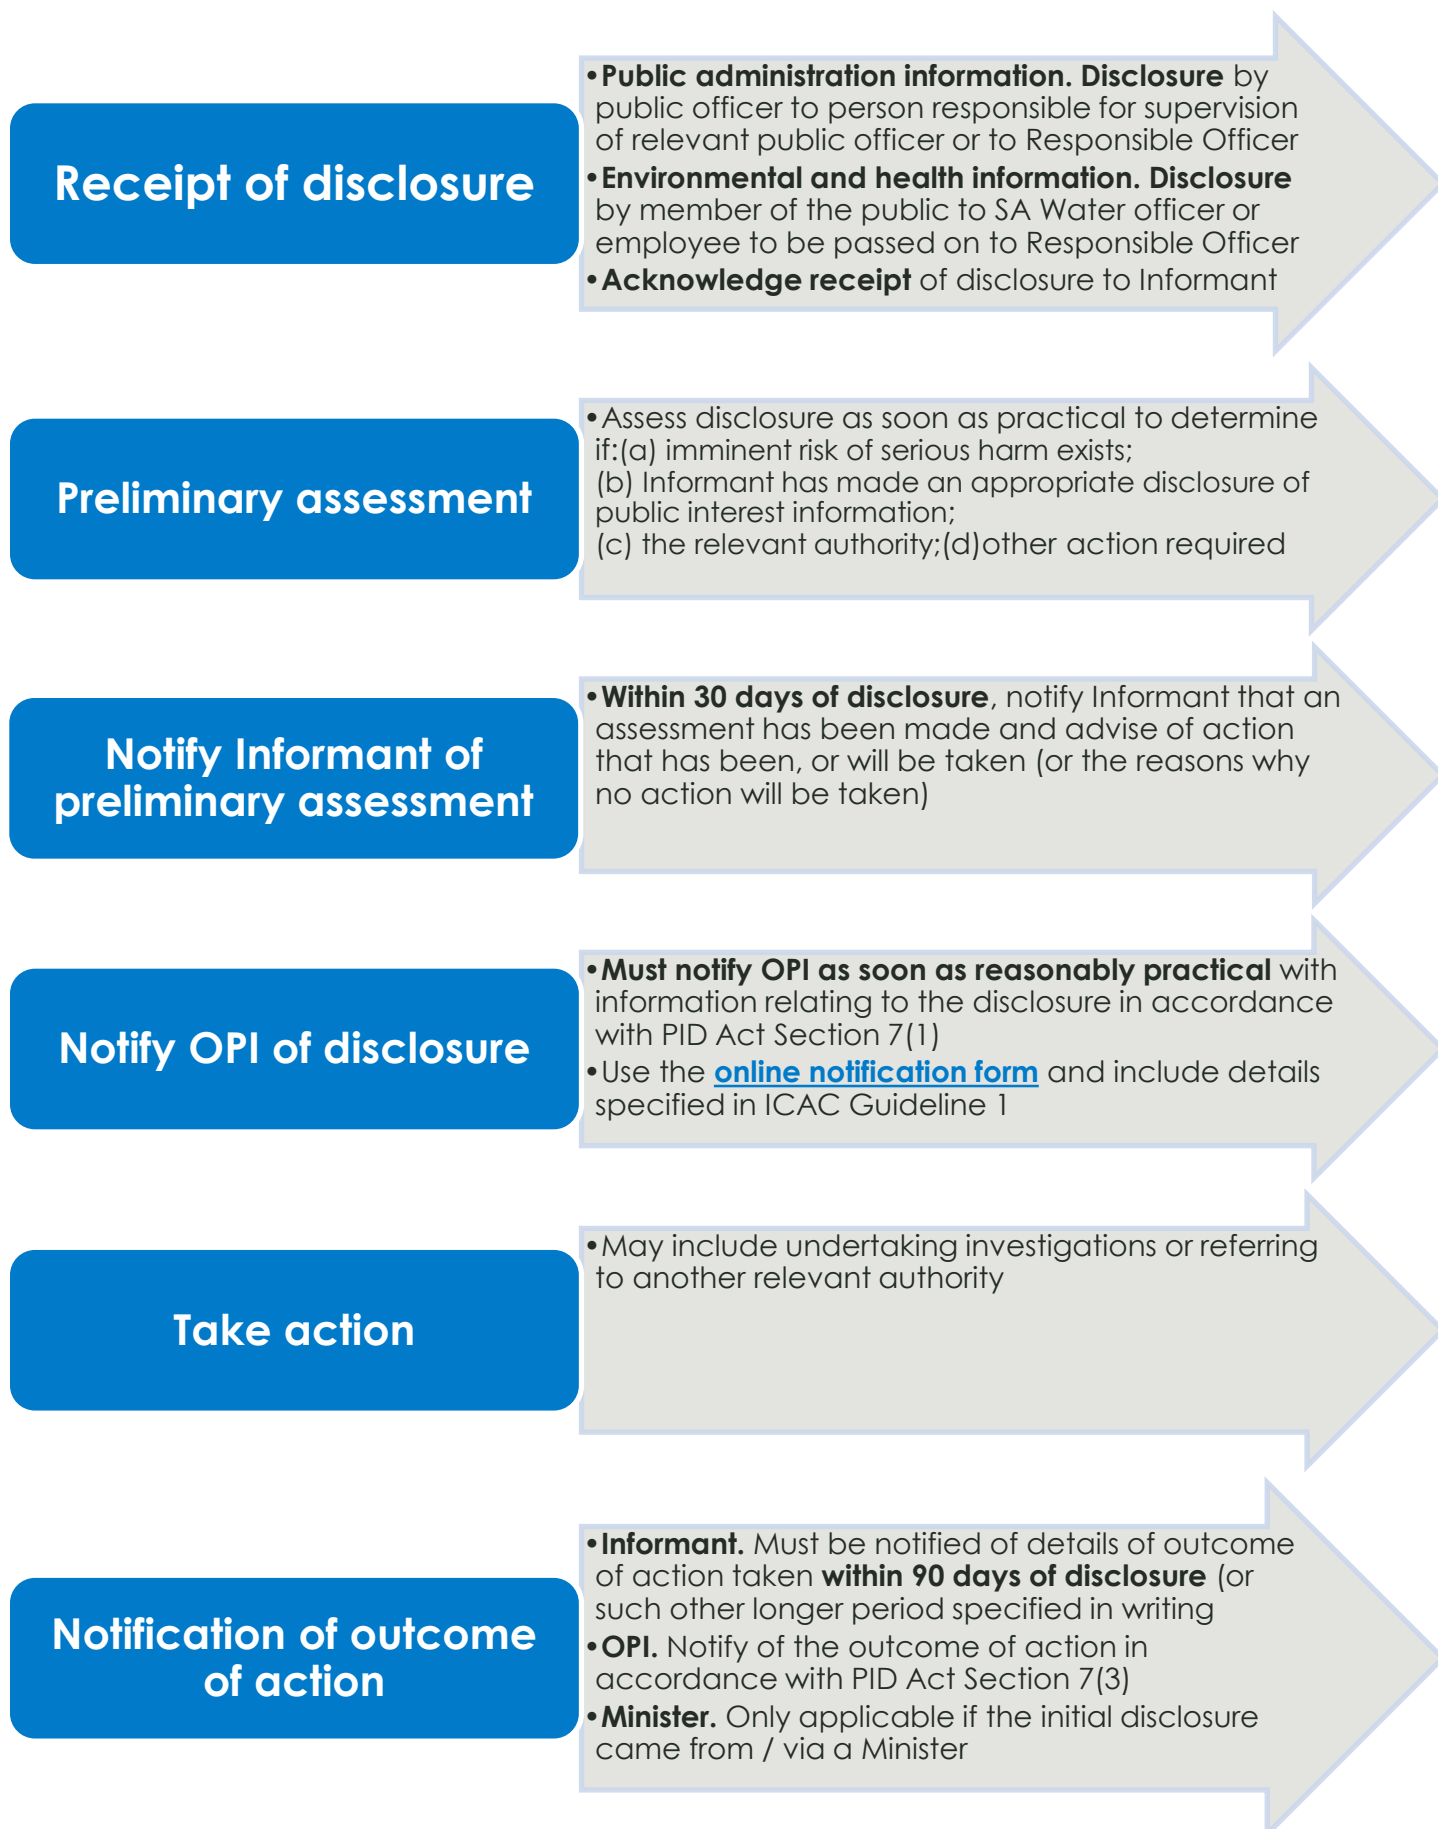 Receipt of disclosure
•Public administration information. Disclosure by
public officer to person responsible for supervision
of relevant public officer or to Responsible Officer
•Environmental and health information. Disclosure
by member of the public to SA Water officer or
employee to be passed on to Responsible Officer
•Acknowledge receipt of disclosure to Informant
Preliminary assessment
•Assess disclosure as soon as practical to determine
if:(a) imminent risk of serious harm exists;
(b) Informant has made an appropriate disclosure of
public interest information;
(c) the relevant authority;(d)other action required
Notify Informant of
preliminary assessment
•Within 30 days of disclosure, notify Informant that an
assessment has been made and advise of action
that has been, or will be taken (or the reasons why
no action will be taken)
Notify OPI of disclosure
•Must notify OPI as soon as reasonably practical with
information relating to the disclosure in accordance
with PID Act Section 7(1)
•Use the online notification form and include details
specified in ICAC Guideline 1
Take action
•May include undertaking investigations or referring
to another relevant authority
Notification of outcome
of action
•Informant. Must be notified of details of outcome
of action taken within 90 days of disclosure (or
such other longer period specified in writing
•OPI. Notify of the outcome of action in
accordance with PID Act Section 7(3)
•Minister. Only applicable if the initial disclosure
came from / via a Minister